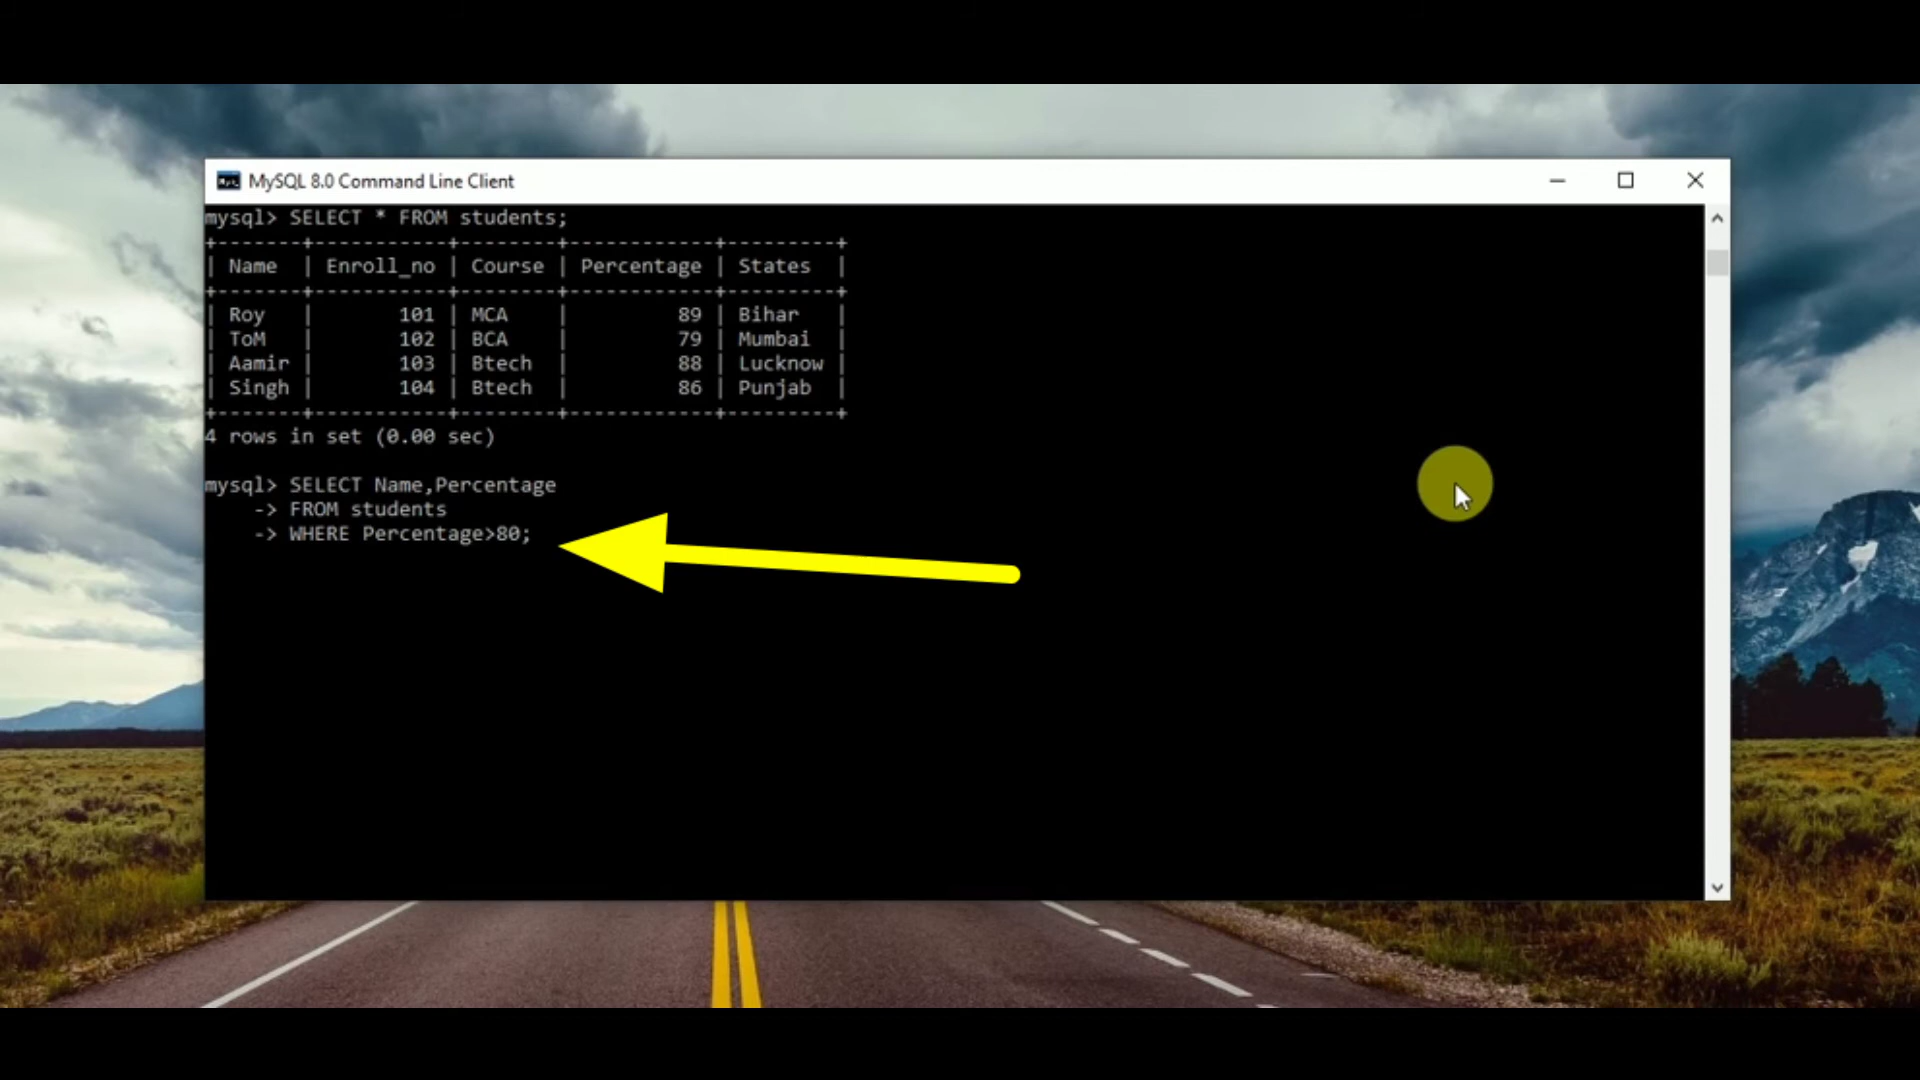 MySQL 8.0 Command Line Client
mysql> SELECT * FROM students;
+-------+-----------+--------+------------+---------+
| Name  | Enroll_no | Course | Percentage | States  |
+-------+-----------+--------+------------+---------+
| Roy   |       101 | MCA    |         89 | Bihar   |
| ToM   |       102 | BCA    |         79 | Mumbai  |
| Aamir |       103 | Btech  |         88 | Lucknow |
| Singh |       104 | Btech  |         86 | Punjab  |
+-------+-----------+--------+------------+---------+
4 rows in set (0.00 sec)
mysql> SELECT Name,Percentage
    -> FROM students
    -> WHERE Percentage>80;